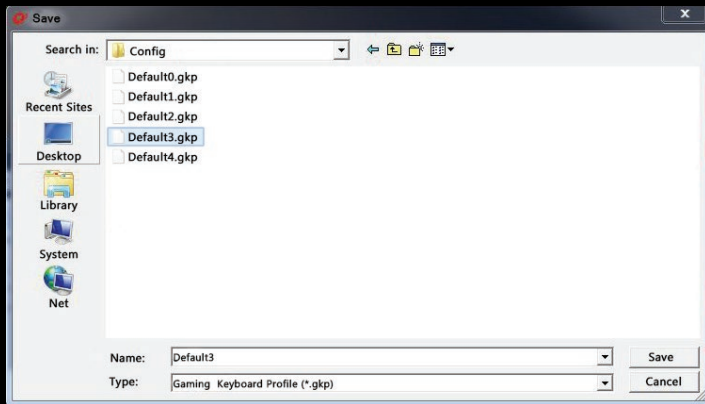 Save
x
Search in: Config
Default0.gkp
Default1.gkp
Default2.gkp
Default3.gkp
Default4.gkp
Recent Sites
Desktop
Library
System
Net
Name: Default3 Save
Type: Gaming Keyboard Profile (*.gkp) Cancel